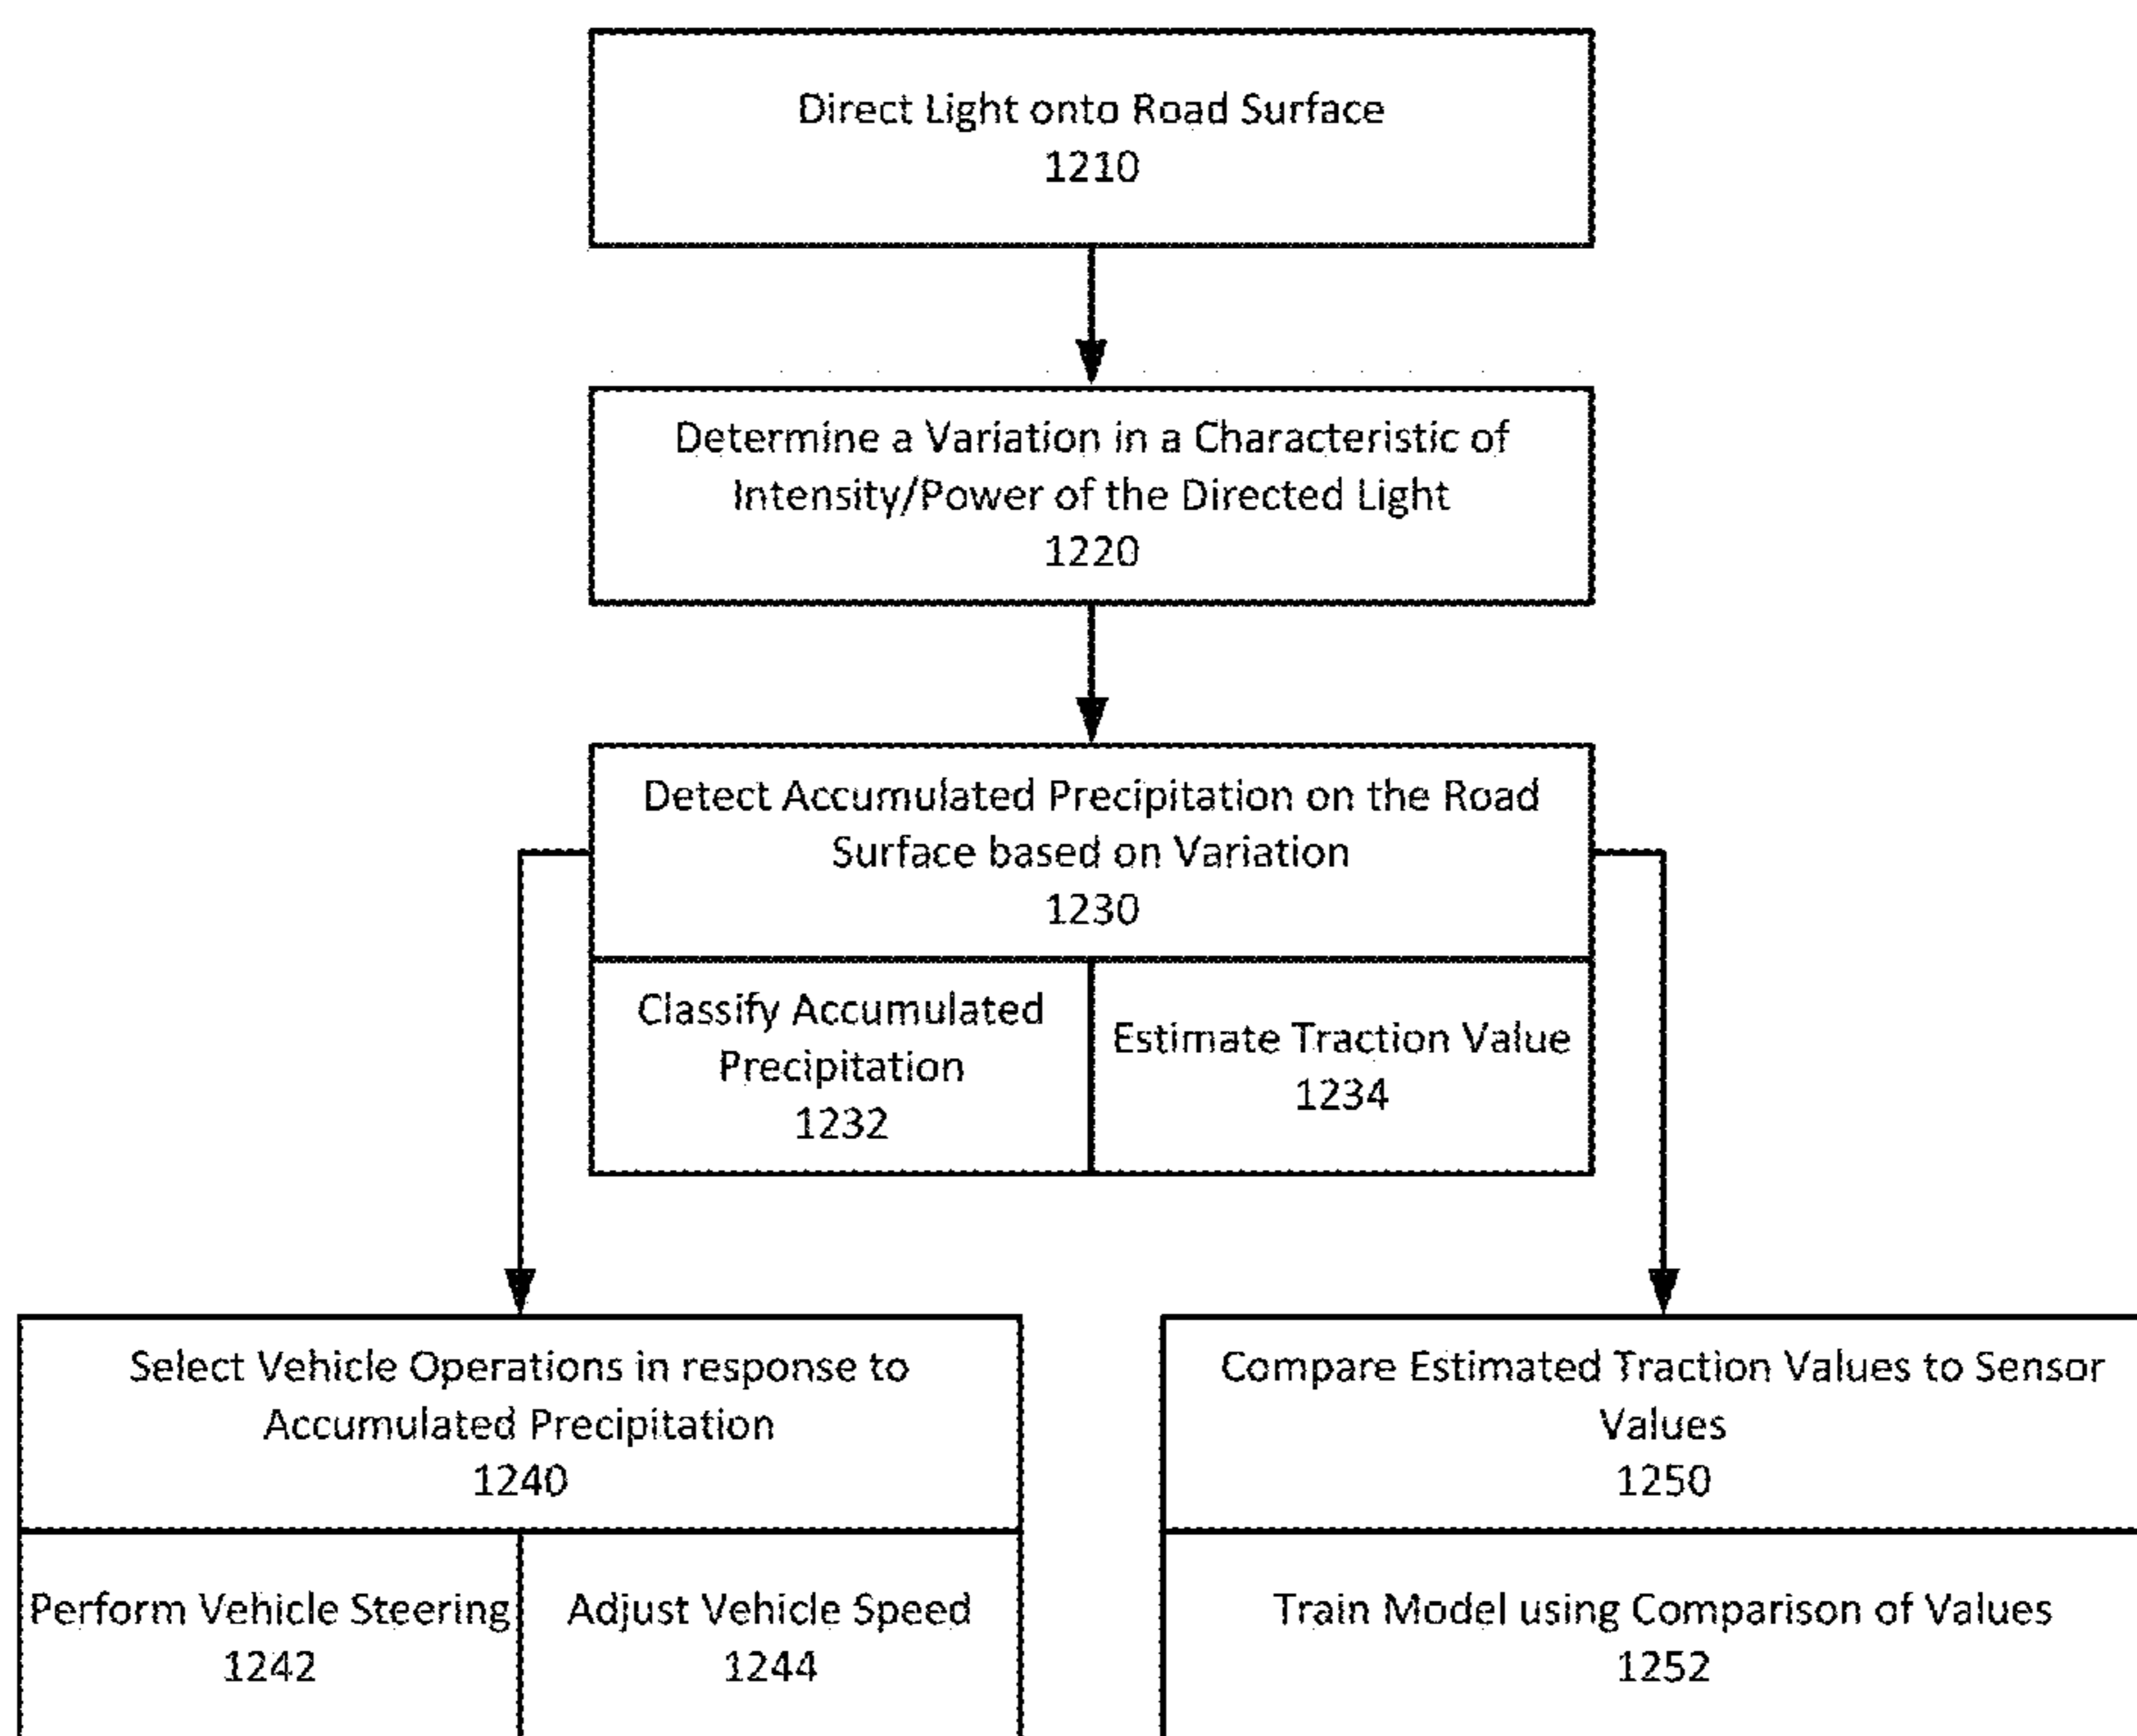 Direct Light onto Road Surface
1210
Determine a Variation in a Characteristic of
Intensity/Power of the Directed Light
1220
Detect Accumulated Precipitation on the Road
Surface based on Variation
1230
Classify Accumulated
Precipitation
1232
Estimate Traction Value
1234
Select Vehicle Operations in response to
Accumulated Precipitation
1240
Perform Vehicle Steering
1242
Adjust Vehicle Speed
1244
Compare Estimated Traction Values to Sensor
Values
1250
Train Model using Comparison of Values
1252